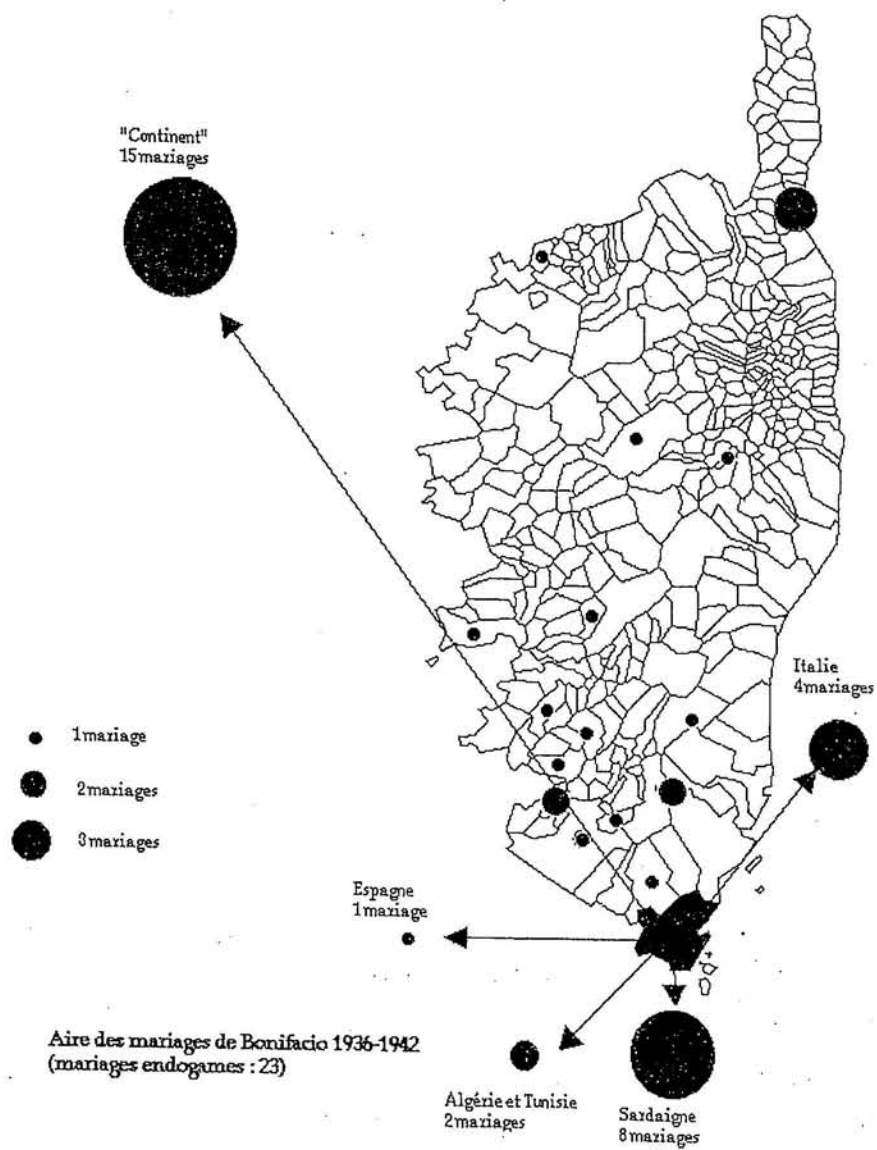 "Continent"
15mariages
Italie
4mariages
1mariage
2mariages
3mariages
Espagne
1mariage
Aire des mariages de Bonifacio 1936-1942
(mariages endogames : 23)
Algérie et Tunisie
2mariages
Sardaigne
8mariages